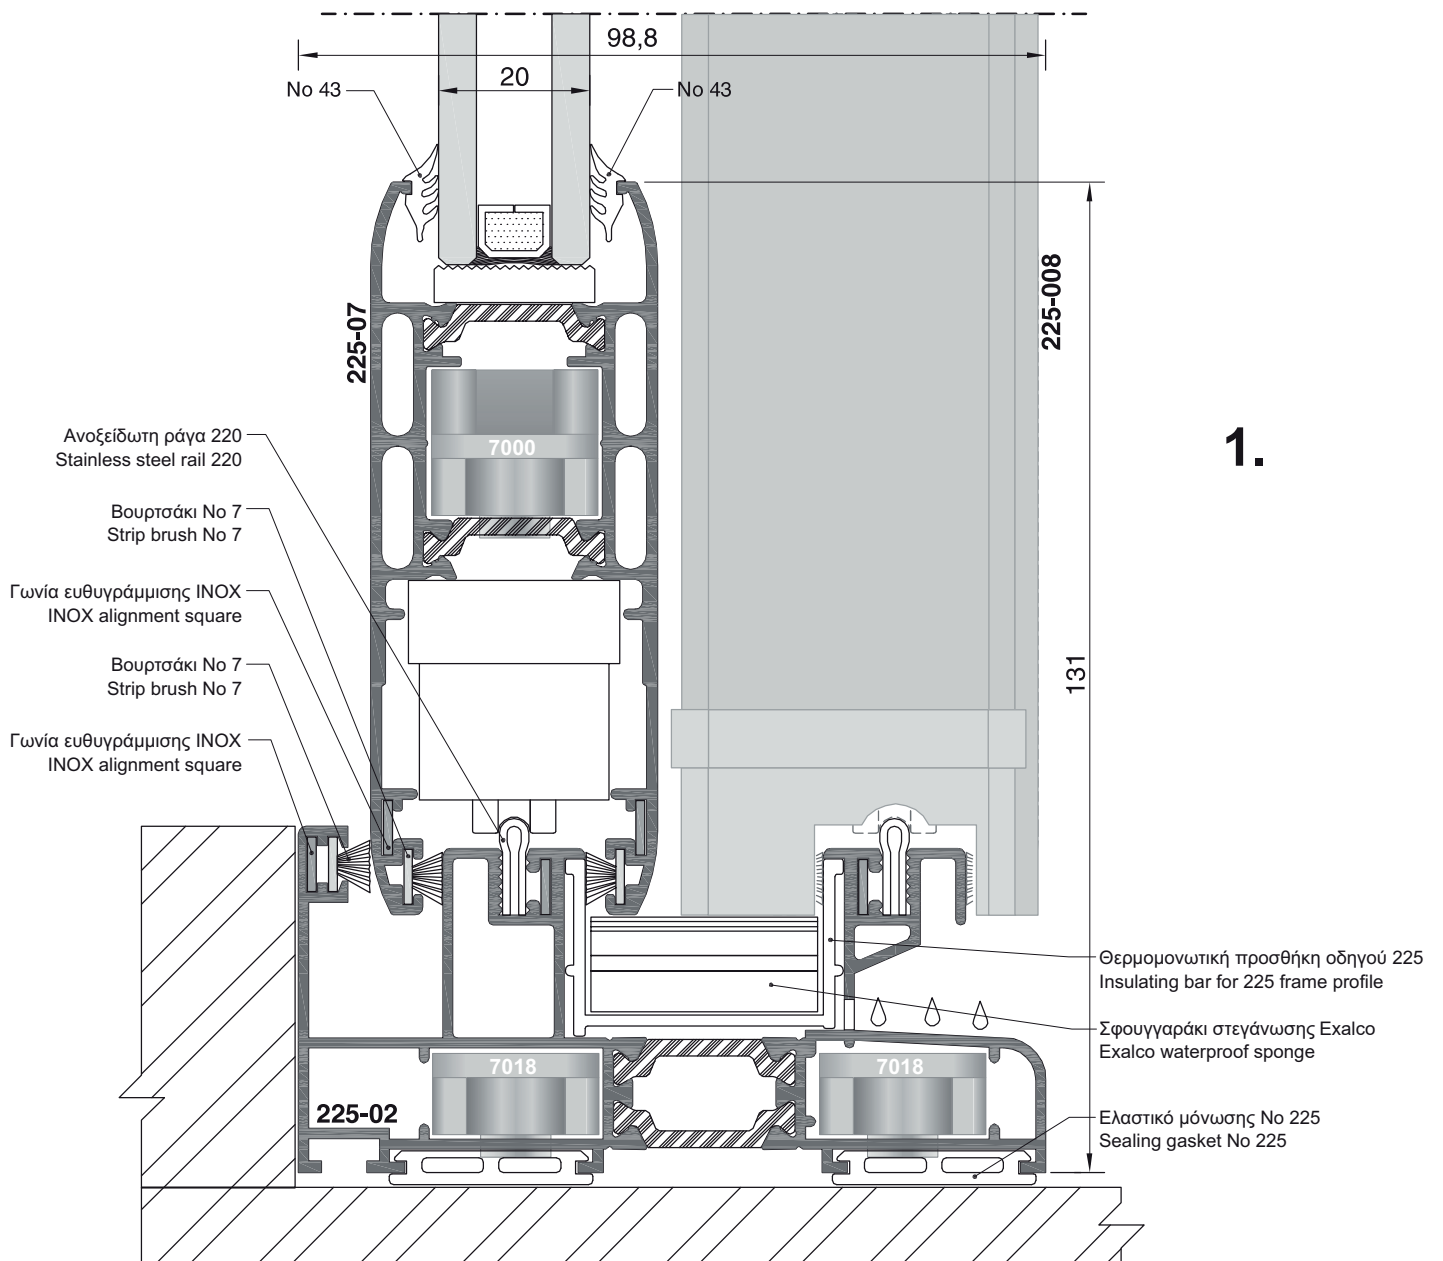 98,8
20
No 43
No 43
225-07
225-008
131
1.
7000
Ανοξείδωτη ράγα 220
Stainless steel rail 220
Βουρτσάκι No 7
Strip brush No 7
Γωνία ευθυγράμμισης INOX
INOX alignment square
Βουρτσάκι No 7
Strip brush No 7
Γωνία ευθυγράμμισης INOX
INOX alignment square
Θερμομονωτική προσθήκη οδηγού 225
Insulating bar for 225 frame profile
Σφουγγαράκι στεγάνωσης Exalco
Exalco waterproof sponge
7018
7018
225-02
Ελαστικό μόνωσης No 225
Sealing gasket No 225